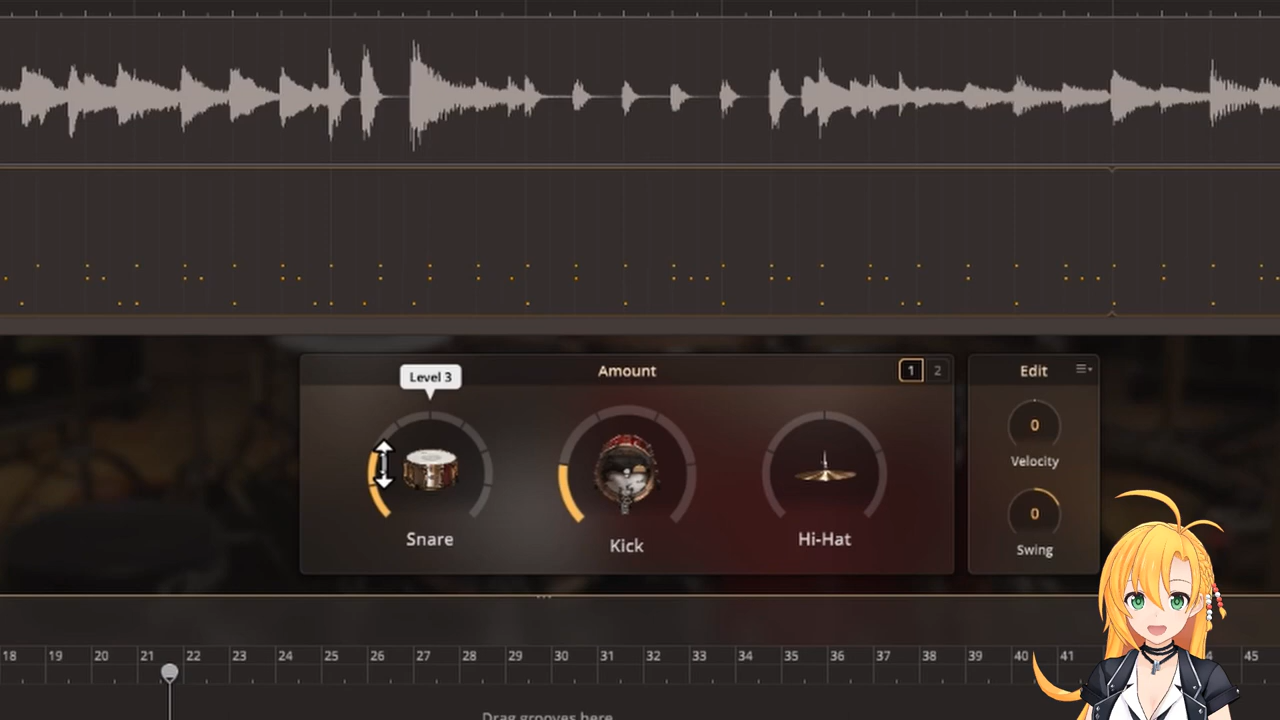 Amount
1 2
Edit
Level 3
0
Velocity
0
Swing
Snare
Kick
Hi-Hat
18 19 20 21 22 23 24 25 26 27 28 29 30 31 32 33 34 35 36 37 38 39 40 41 4 45
Drag grooves here